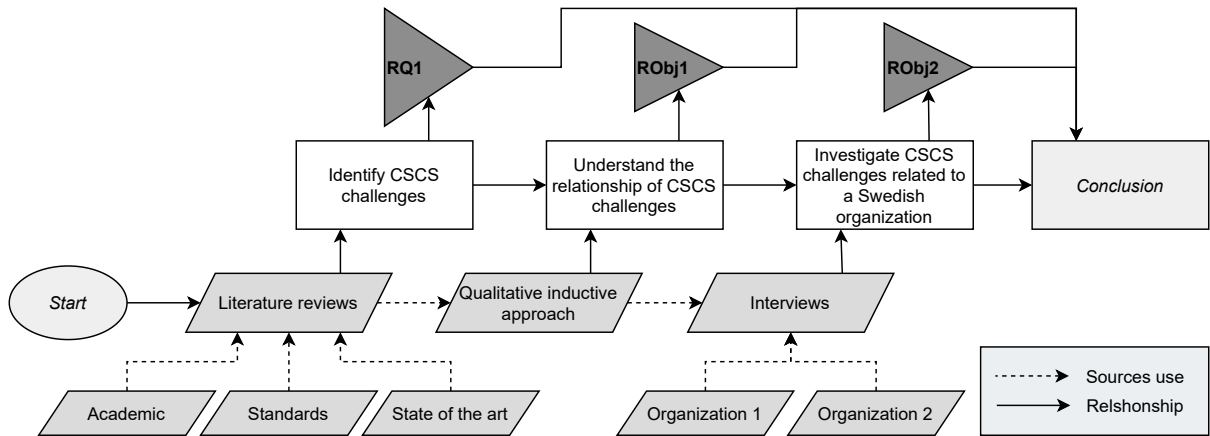 RQ1
RObj1
RObj2
Identify CSCS
challenges
Understand the
relationship of CSCS
challenges
Investigate CSCS
challenges related to
a Swedish
organization
Conclusion
Start
Literature reviews
Qualitative inductive
approach
Interviews
Academic
Standards
State of the art
Organization 1
Organization 2
Sources use
Relshonship